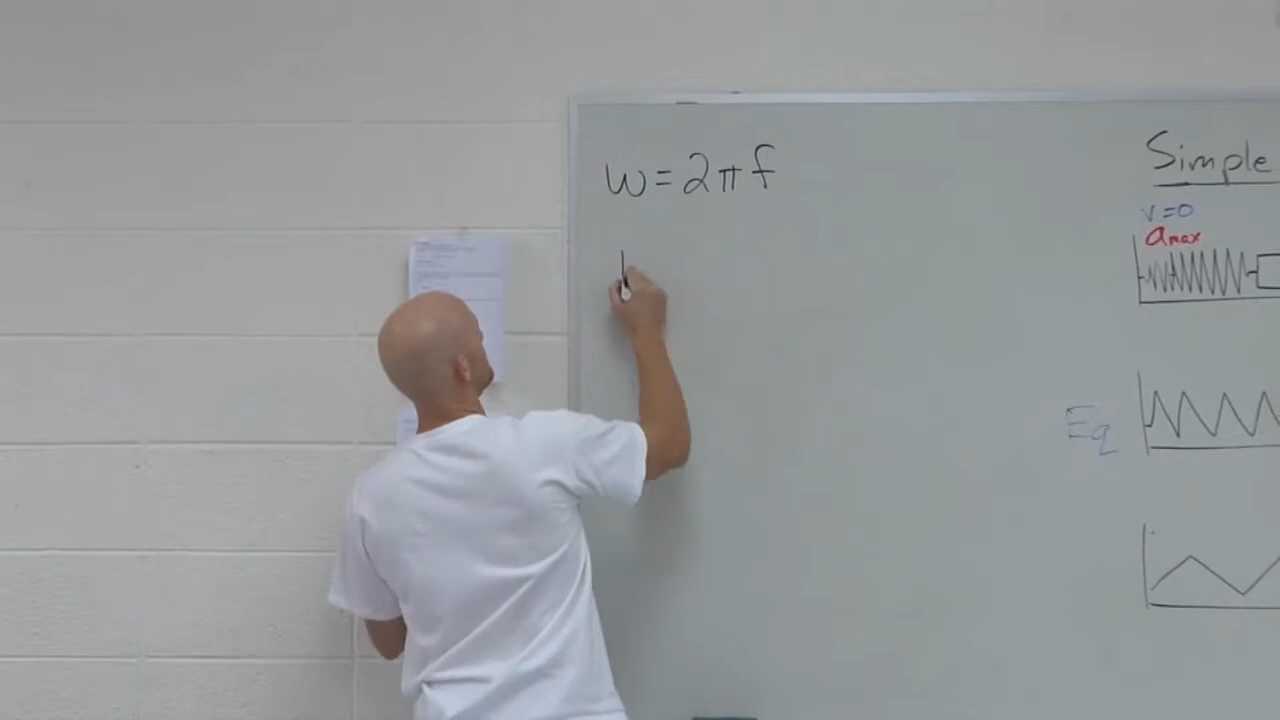 ω=2πf
Simple
v=0
amax
Eq